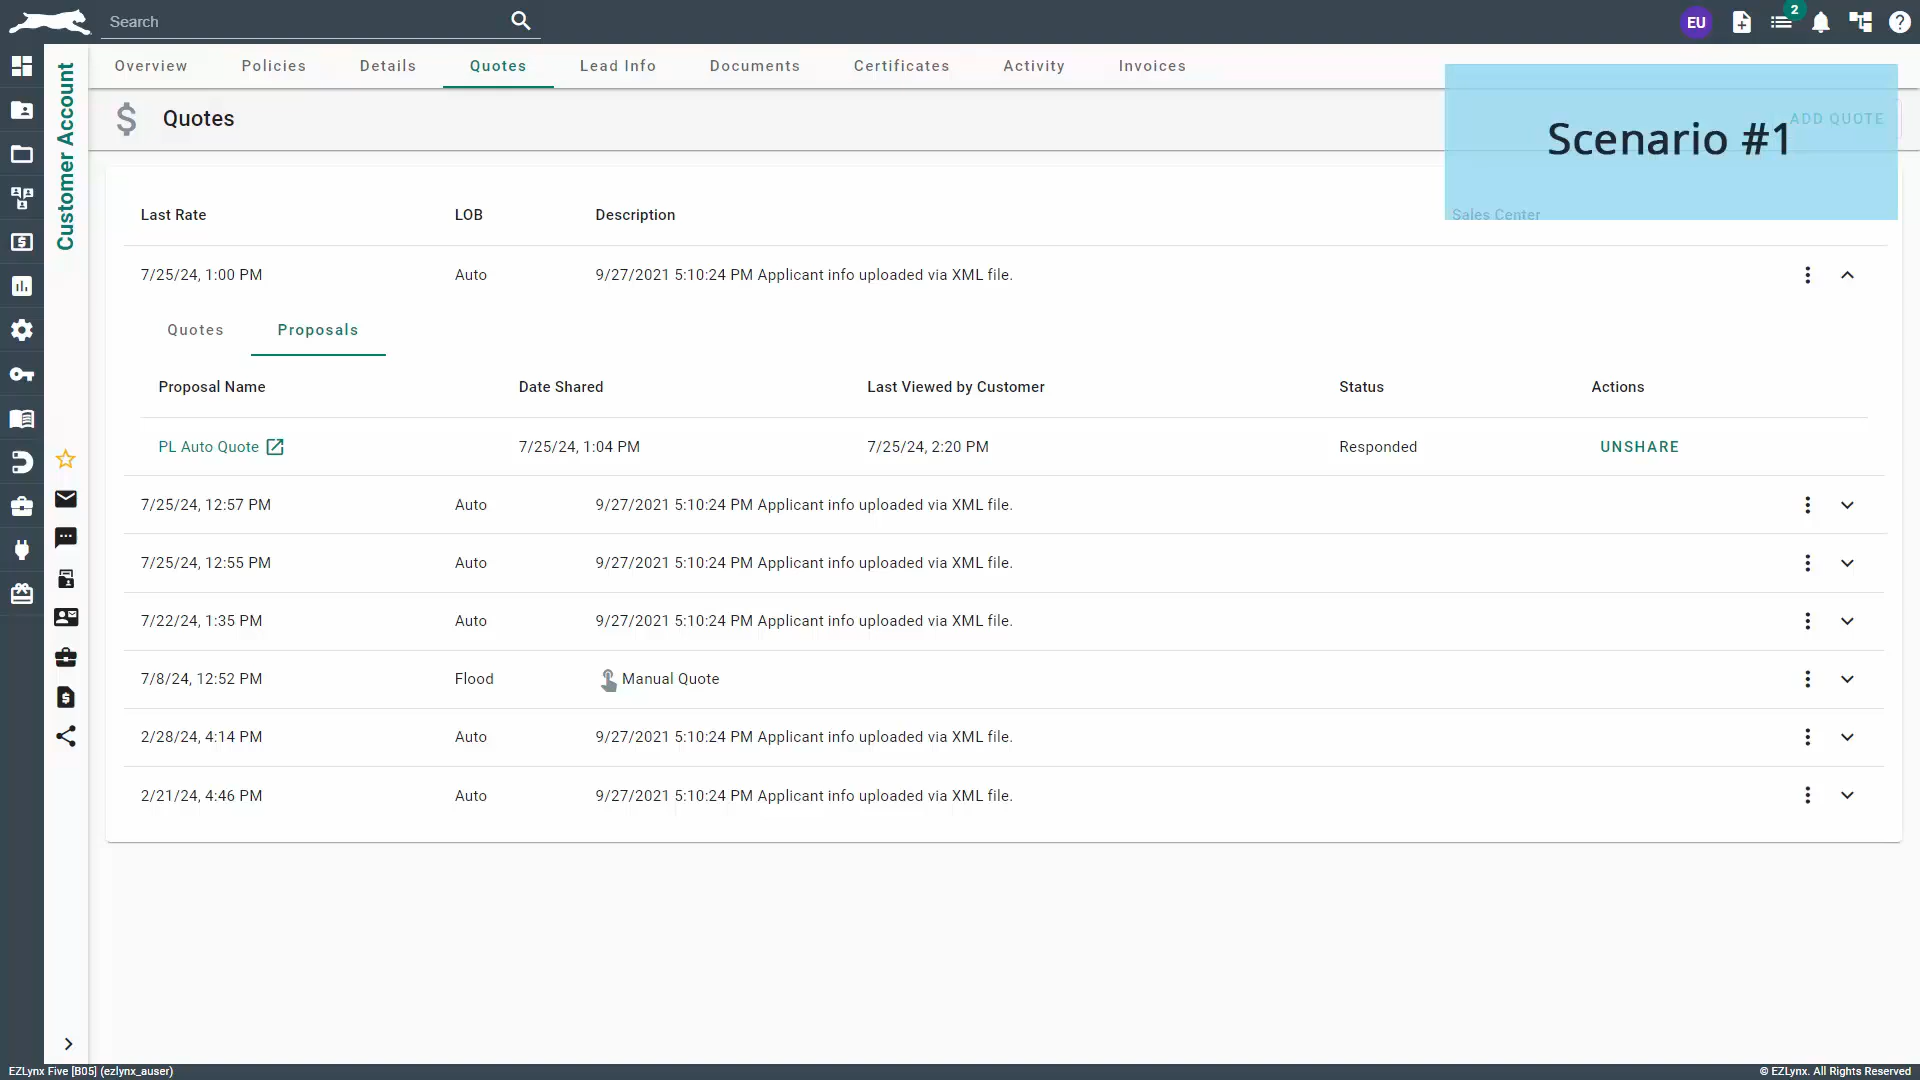 Search
EU
2
Customer Account
Overview Policies Details Quotes Lead Info Documents Certificates Activity Invoices
Quotes
ADD QUOTE
Scenario #1
Last Rate LOB Description Sales Center
7/25/24, 1:00 PM Auto 9/27/2021 5:10:24 PM Applicant info uploaded via XML file.
Quotes Proposals
Proposal Name Date Shared Last Viewed by Customer Status Actions
PL Auto Quote 7/25/24, 1:04 PM 7/25/24, 2:20 PM Responded UNSHARE
7/25/24, 12:57 PM Auto 9/27/2021 5:10:24 PM Applicant info uploaded via XML file.
7/25/24, 12:55 PM Auto 9/27/2021 5:10:24 PM Applicant info uploaded via XML file.
7/22/24, 1:35 PM Auto 9/27/2021 5:10:24 PM Applicant info uploaded via XML file.
7/8/24, 12:52 PM Flood Manual Quote
2/28/24, 4:14 PM Auto 9/27/2021 5:10:24 PM Applicant info uploaded via XML file.
2/21/24, 4:46 PM Auto 9/27/2021 5:10:24 PM Applicant info uploaded via XML file.
EZLynx Five [B05] (ezlynx_auser) © EZLynx. All Rights Reserved